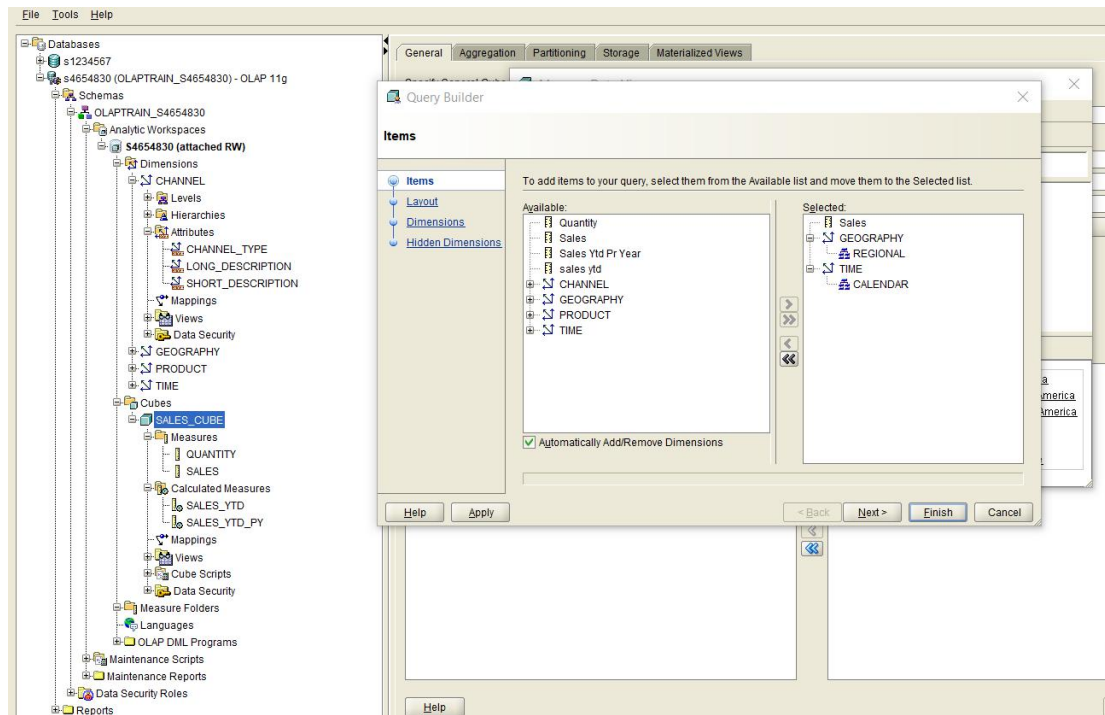 File Tools Help
Databases
s1234567
s4654830 (OLAPTRAIN_S4654830) - OLAP 11g
Schemas
OLAPTRAIN_S4654830
Analytic Workspaces
S4654830 (attached RW)
Dimensions
CHANNEL
Levels
Hierarchies
Attributes
CHANNEL_TYPE
LONG_DESCRIPTION
SHORT_DESCRIPTION
Mappings
Views
Data Security
GEOGRAPHY
PRODUCT
TIME
Cubes
SALES_CUBE
Measures
QUANTITY
SALES
Calculated Measures
SALES_YTD
SALES_YTD_PY
Mappings
Views
Cube Scripts
Data Security
Measure Folders
Languages
OLAP DML Programs
Maintenance Scripts
Maintenance Reports
Data Security Roles
Reports
General Aggregation Partitioning Storage Materialized Views
Query Builder
Items
Items
Layout
Dimensions
Hidden Dimensions
To add items to your query, select them from the Available list and move them to the Selected list.
Available:
Quantity
Sales
Sales Ytd Pr Year
sales ytd
CHANNEL
GEOGRAPHY
PRODUCT
TIME
Automatically Add/Remove Dimensions
Selected:
Sales
GEOGRAPHY
REGIONAL
TIME
CALENDAR
Help Apply < Back Next > Finish Cancel
a
merica
America
Help